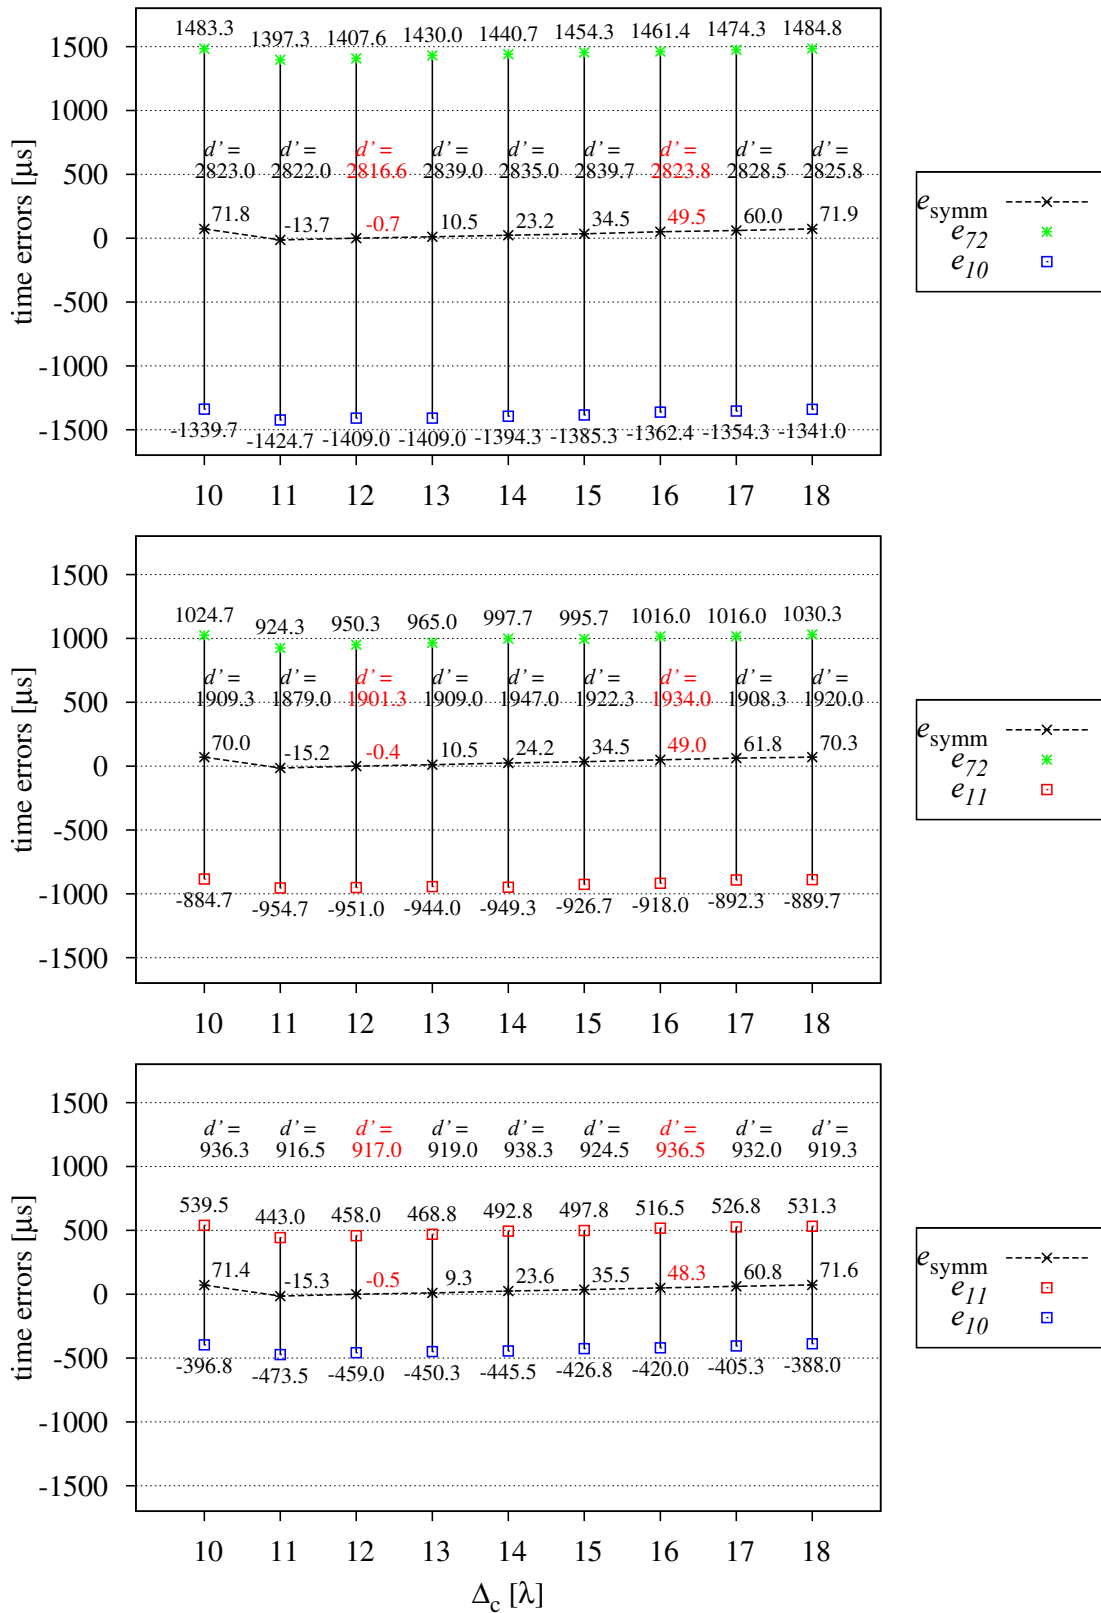 1483.3 1397.3 1407.6 1430.0 1440.7 1454.3 1461.4 1474.3 1484.8
1500
1000
d' = d' = d' = d' = d' = d' = d' = d' = d' =
2823.0 2822.0 2816.6 2839.0 2835.0 2839.7 2823.8 2828.5 2825.8
500
71.8 -13.7 -0.7 10.5 23.2 34.5 49.5 60.0 71.9
0
-500
-1000
-1500
-1339.7 -1424.7 -1409.0 -1409.0 -1394.3 -1385.3 -1362.4 -1354.3 -1341.0
10 11 12 13 14 15 16 17 18
time errors [µs]
e_symm
e_72
e_10
1500
1024.7 924.3 950.3 965.0 997.7 995.7 1016.0 1016.0 1030.3
1000
d' = d' = d' = d' = d' = d' = d' = d' = d' =
1909.3 1879.0 1901.3 1909.0 1947.0 1922.3 1934.0 1908.3 1920.0
500
70.0 -15.2 -0.4 10.5 24.2 34.5 49.0 61.8 70.3
0
-500
-1000
-884.7 -954.7 -951.0 -944.0 -949.3 -926.7 -918.0 -892.3 -889.7
-1500
10 11 12 13 14 15 16 17 18
time errors [µs]
e_symm
e_72
e_11
1500
d' = d' = d' = d' = d' = d' = d' = d' = d' =
936.3 916.5 917.0 919.0 938.3 924.5 936.5 932.0 919.3
1000
539.5 443.0 458.0 468.8 492.8 497.8 516.5 526.8 531.3
500
71.4 -15.3 -0.5 9.3 23.6 35.5 48.3 60.8 71.6
0
-500
-396.8 -473.5 -459.0 -450.3 -445.5 -426.8 -420.0 -405.3 -388.0
-1000
-1500
10 11 12 13 14 15 16 17 18
time errors [µs]
Δ_c [λ]
e_symm
e_11
e_10